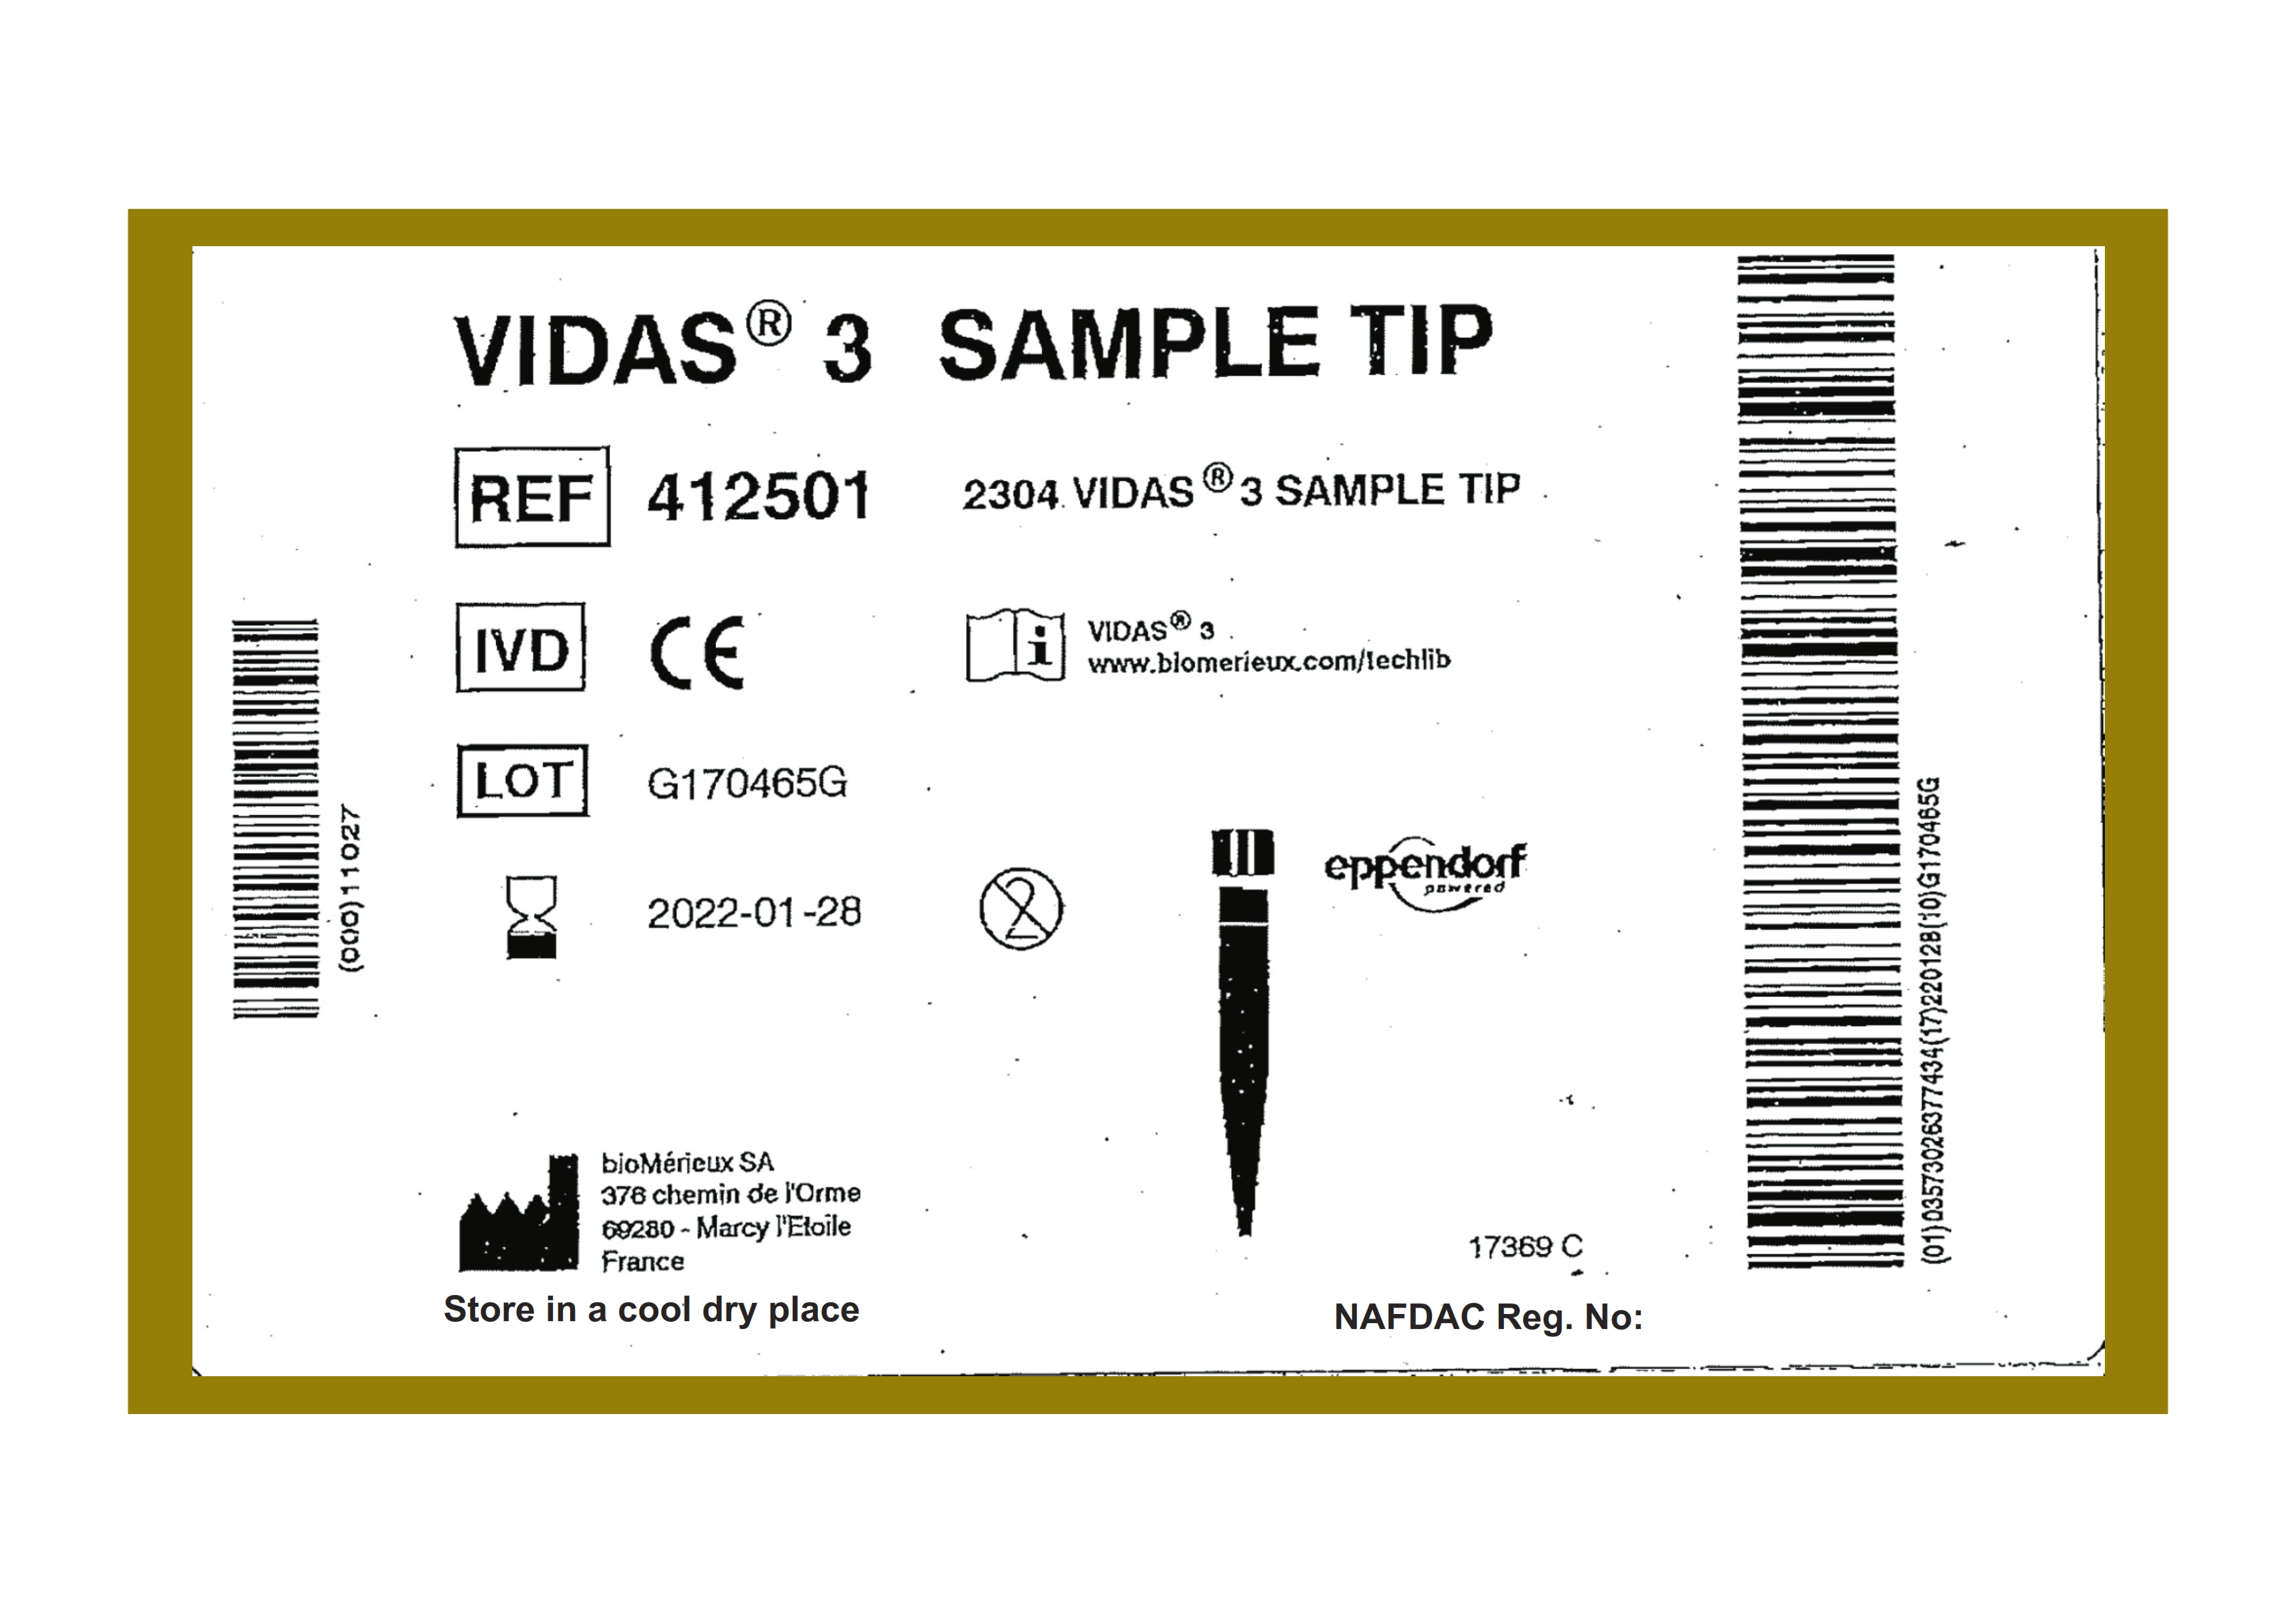 VIDAS® 3 SAMPLE TIP
REF 412501 2304 VIDAS® 3 SAMPLE TIP
IVD CE
VIDAS® 3
www.biomerieux.com/techlib
LOT G170465G
2022-01-28
2
eppendorf
powered
bioMérieux SA
376 chemin de l'Orme
69280 - Marcy l'Etoile
France
17369 C
Store in a cool dry place
NAFDAC Reg. No:
(000)11027
(01)03573026377434(17)220128(10)G170465G